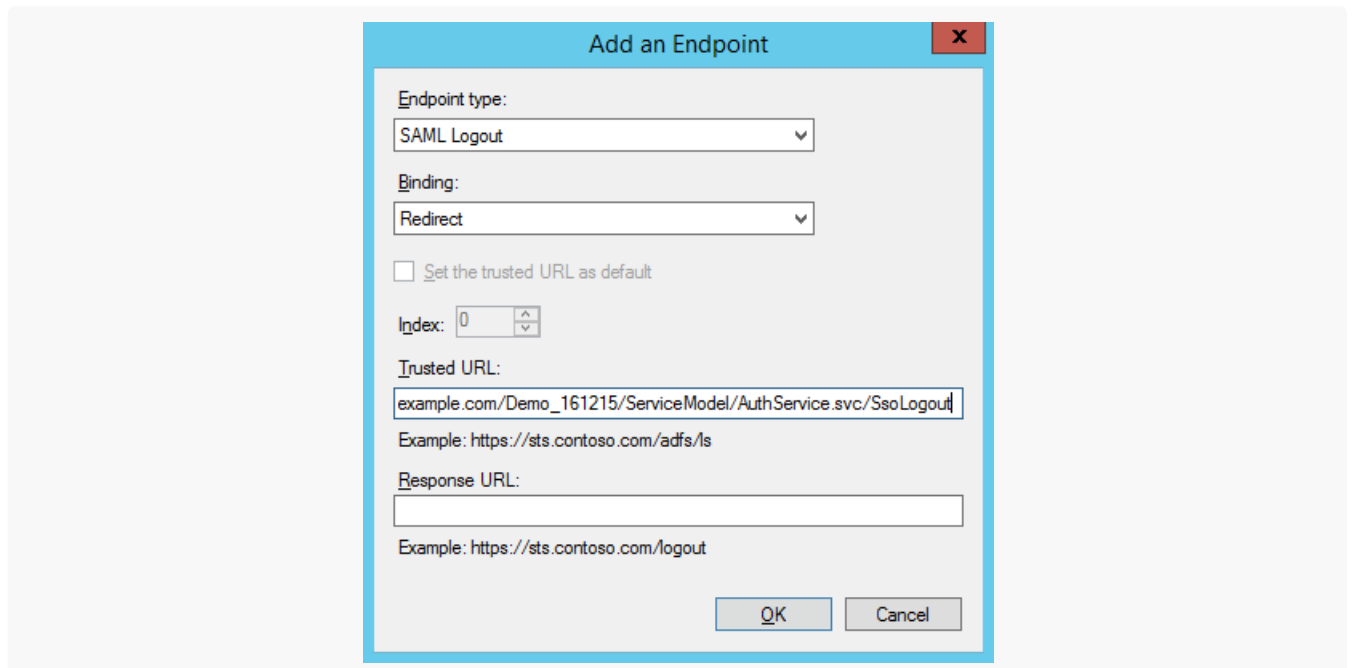 Add an Endpoint
x
Endpoint type:
SAML Logout
Binding:
Redirect
Set the trusted URL as default
Index: 0
Trusted URL:
example.com/Demo_161215/ServiceModel/AuthService.svc/SsoLogout
Example: https://sts.contoso.com/adfs/ls
Response URL:
Example: https://sts.contoso.com/logout
OK Cancel